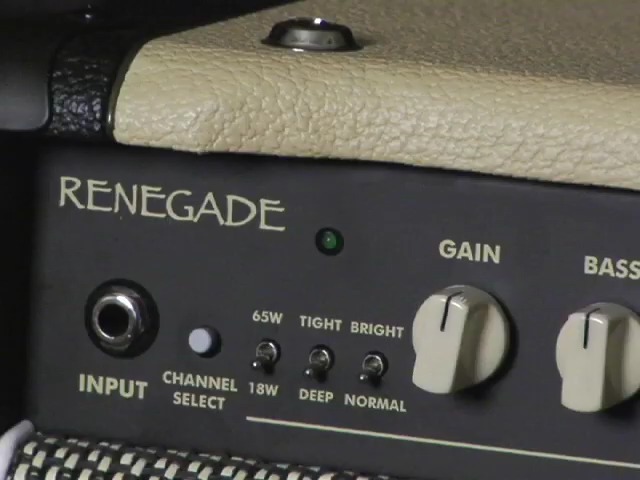 RENEGADE
GAIN
BASS
65W
TIGHT
BRIGHT
INPUT
CHANNEL
SELECT
18W
DEEP
NORMAL